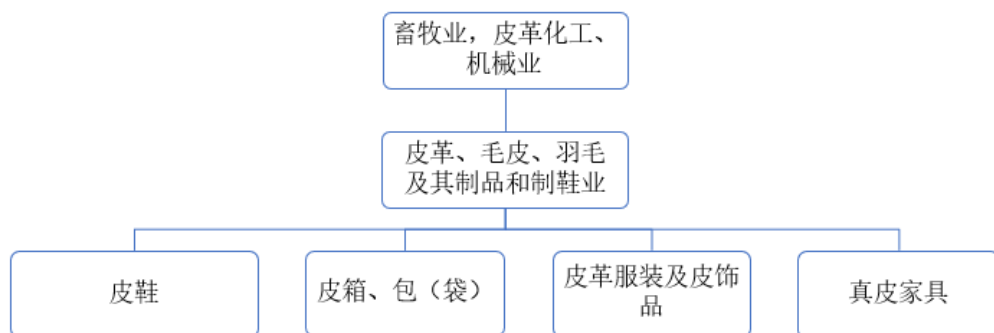 畜牧业，皮革化工、
机械业
皮革、毛皮、羽毛
及其制品和制鞋业
皮鞋
皮箱、包（袋）
皮革服装及皮饰
品
真皮家具